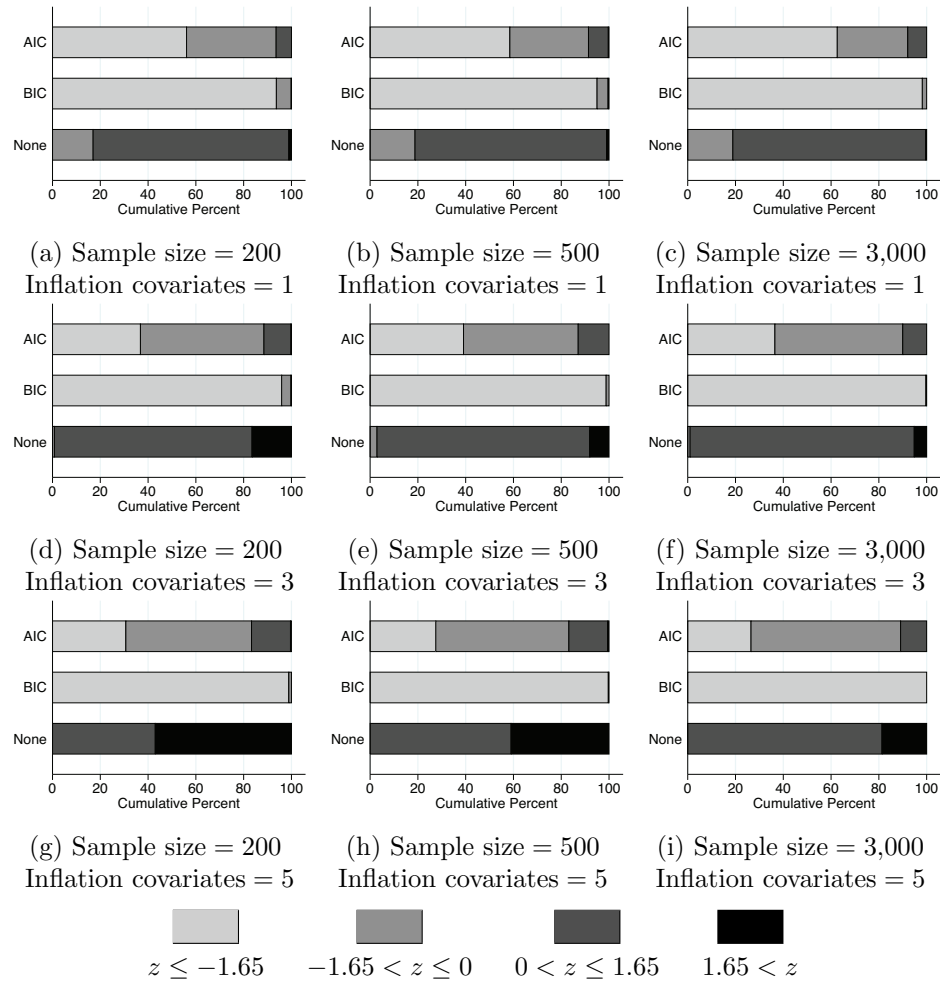 AIC
BIC
None
0 20 40 60 80 100
Cumulative Percent
(a) Sample size = 200
Inflation covariates = 1
AIC
BIC
None
0 20 40 60 80 100
Cumulative Percent
(b) Sample size = 500
Inflation covariates = 1
AIC
BIC
None
0 20 40 60 80 100
Cumulative Percent
(c) Sample size = 3,000
Inflation covariates = 1
AIC
BIC
None
0 20 40 60 80 100
Cumulative Percent
(d) Sample size = 200
Inflation covariates = 3
AIC
BIC
None
0 20 40 60 80 100
Cumulative Percent
(e) Sample size = 500
Inflation covariates = 3
AIC
BIC
None
0 20 40 60 80 100
Cumulative Percent
(f) Sample size = 3,000
Inflation covariates = 3
AIC
BIC
None
0 20 40 60 80 100
Cumulative Percent
(g) Sample size = 200
Inflation covariates = 5
AIC
BIC
None
0 20 40 60 80 100
Cumulative Percent
(h) Sample size = 500
Inflation covariates = 5
AIC
BIC
None
0 20 40 60 80 100
Cumulative Percent
(i) Sample size = 3,000
Inflation covariates = 5
z ≤ −1.65
−1.65 < z ≤ 0
0 < z ≤ 1.65
1.65 < z